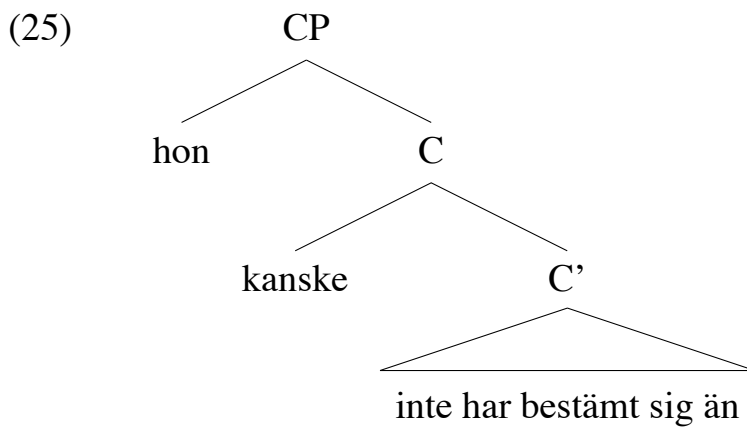 (25) CP
hon C
kanske C’
inte har bestämt sig än